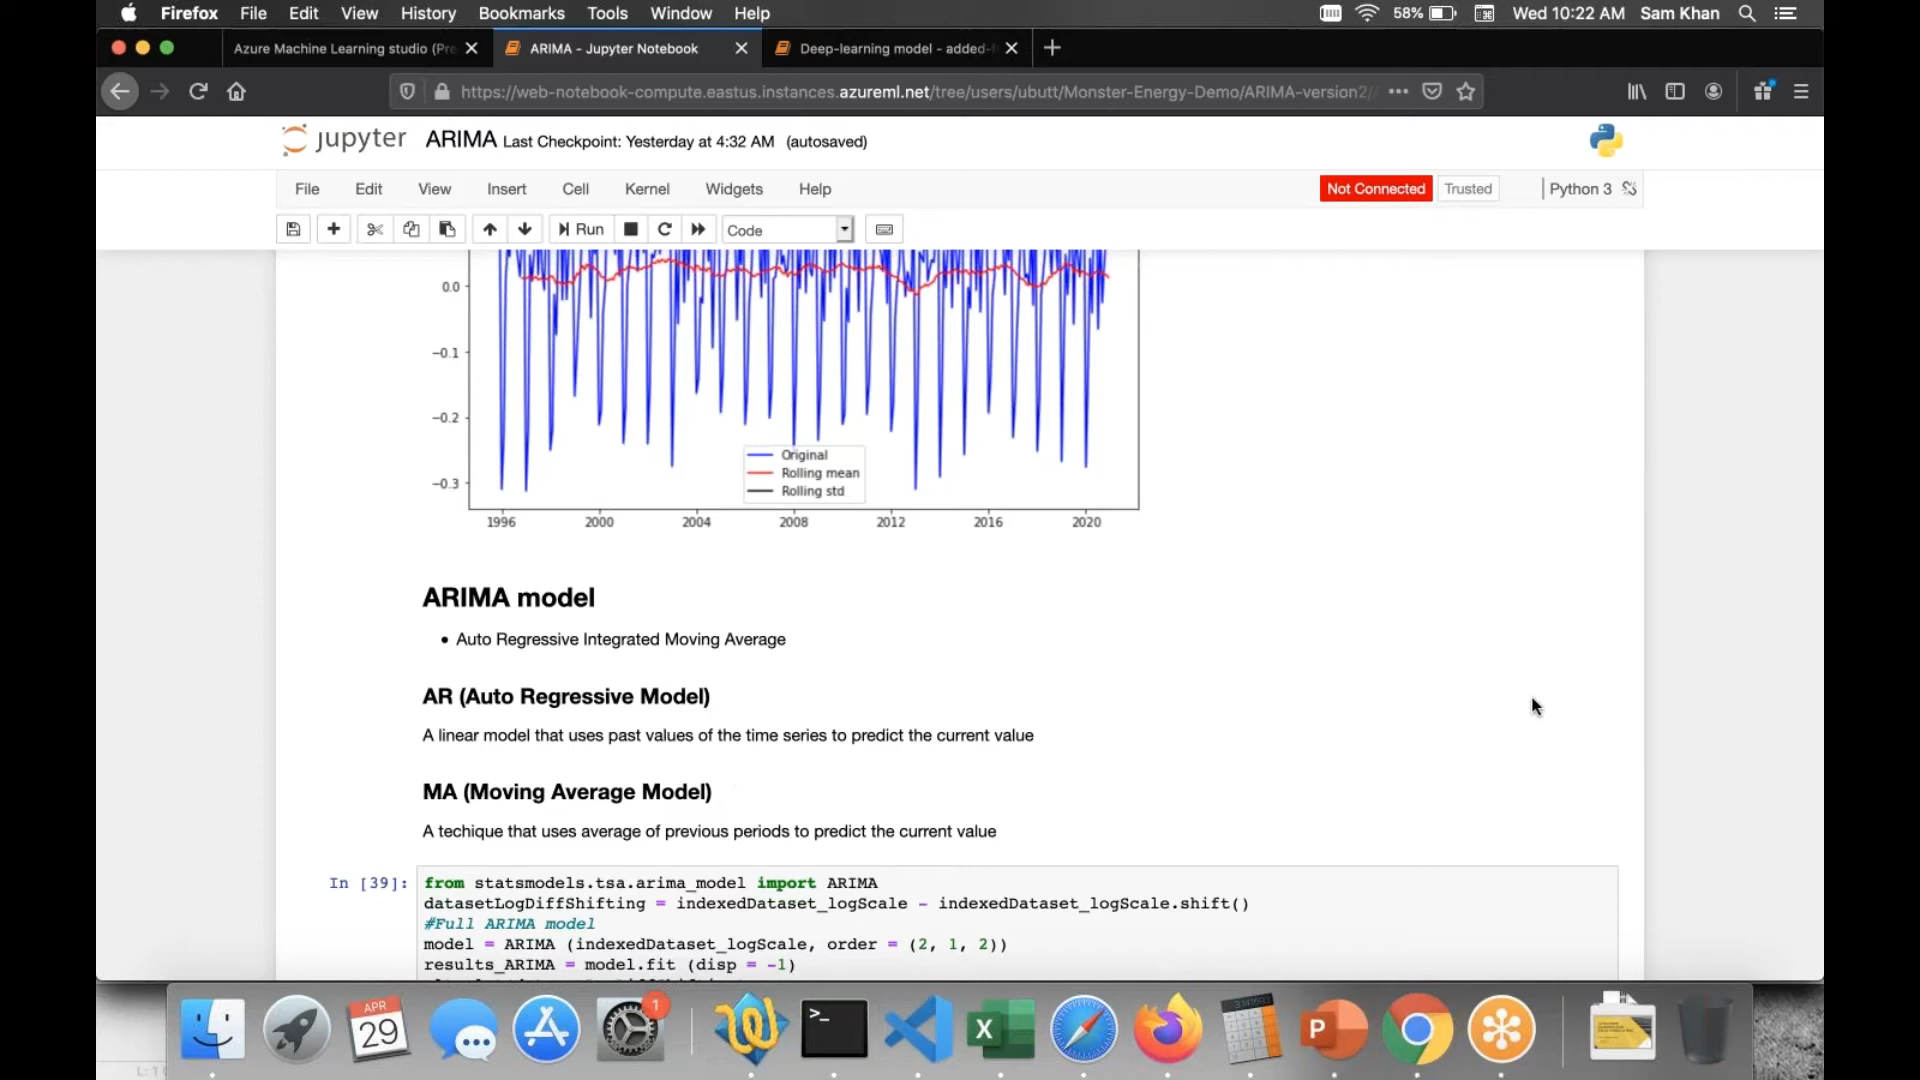 Firefox File Edit View History Bookmarks Tools Window Help 58% Wed 10:22 AM Sam Khan
Azure Machine Learning studio (Pre ARIMA - Jupyter Notebook Deep-learning model - added-
https://web-notebook-compute.eastus.instances.azureml.net/tree/users/ubutt/Monster-Energy-Demo/ARIMA-version2/
jupyter ARIMA Last Checkpoint: Yesterday at 4:32 AM (autosaved)
File Edit View Insert Cell Kernel Widgets Help Not Connected Trusted Python 3
Run Code
0.0
−0.1
−0.2
−0.3
Original
Rolling mean
Rolling std
1996 2000 2004 2008 2012 2016 2020
ARIMA model
• Auto Regressive Integrated Moving Average
AR (Auto Regressive Model)
A linear model that uses past values of the time series to predict the current value
MA (Moving Average Model)
A techique that uses average of previous periods to predict the current value
In [39]: from statsmodels.tsa.arima_model import ARIMA
datasetLogDiffShifting = indexedDataset_logScale - indexedDataset_logScale.shift()
#Full ARIMA model
model = ARIMA (indexedDataset_logScale, order = (2, 1, 2))
results_ARIMA = model.fit (disp = -1)
APR
29
1